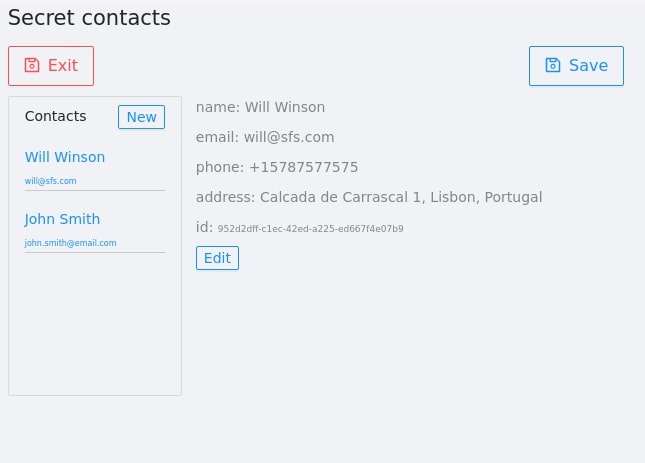 Secret contacts
Exit
Save
Contacts
New
Will Winson
will@sfs.com
John Smith
john.smith@email.com
name: Will Winson
email: will@sfs.com
phone: +15787577575
address: Calcada de Carrascal 1, Lisbon, Portugal
id: 952d2dff-c1ec-42ed-a225-ed667f4e07b9
Edit